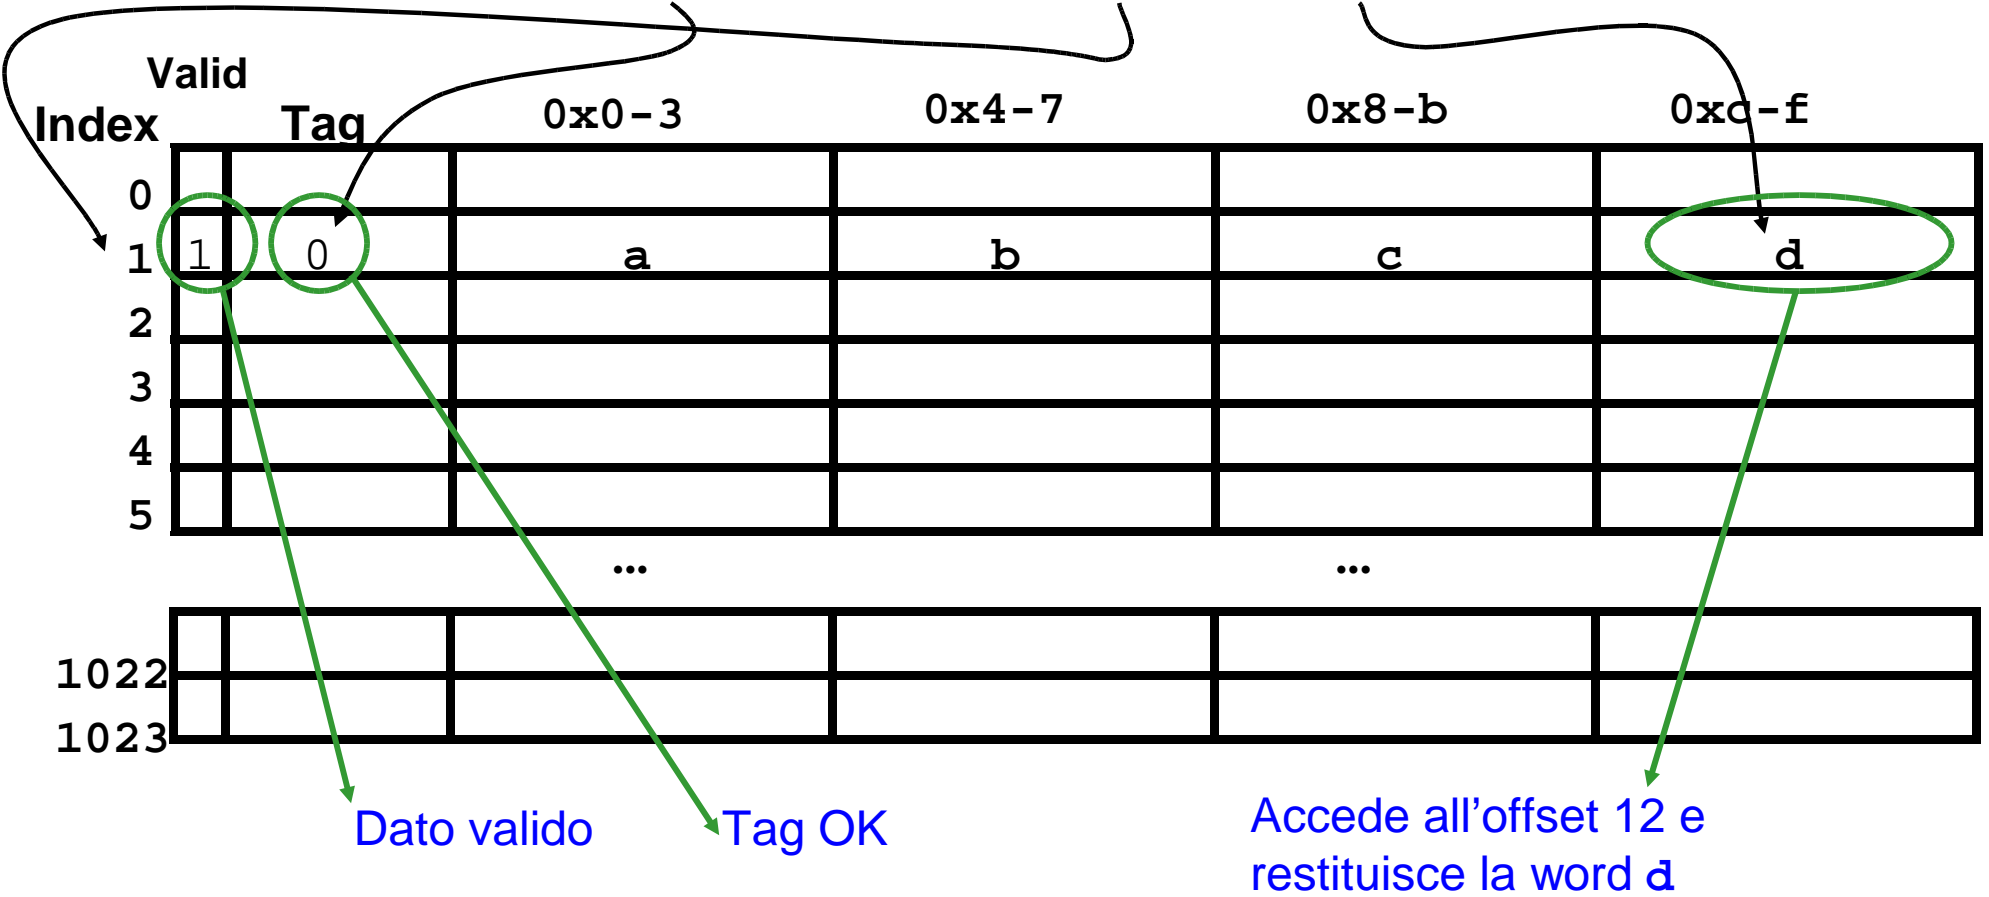 Valid
Index Tag 0x0-3 0x4-7 0x8-b 0xc-f
0
1 1 0 a b c d
2
3
4
5
... ...
1022
1023
Dato valido Tag OK Accede all’offset 12 e
restituisce la word d